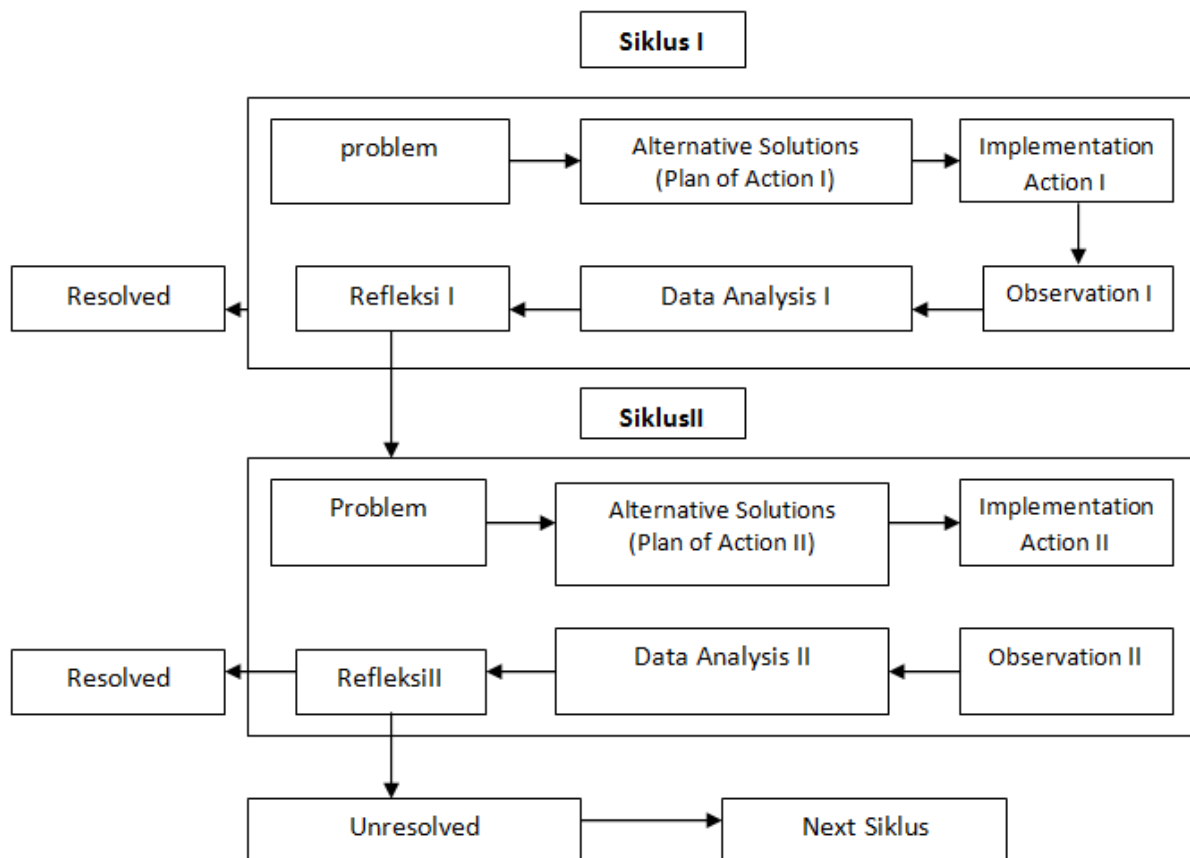 Siklus I
problem
Alternative Solutions
(Plan of Action I)
Implementation
Action I
Resolved
Refleksi I
Data Analysis I
Observation I
SiklusII
Problem
Alternative Solutions
(Plan of Action II)
Implementation
Action II
Resolved
RefleksiII
Data Analysis II
Observation II
Unresolved
Next Siklus